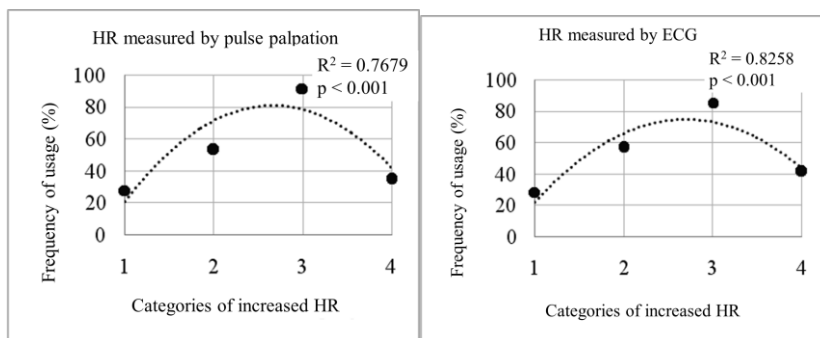 HR measured by pulse palpation
R² = 0.7679
p < 0.001
Frequency of usage (%)
100
80
60
40
20
0
1 2 3 4
Categories of increased HR
HR measured by ECG
R² = 0.8258
p < 0.001
Frequency of usage (%)
100
80
60
40
20
0
1 2 3 4
Categories of increased HR